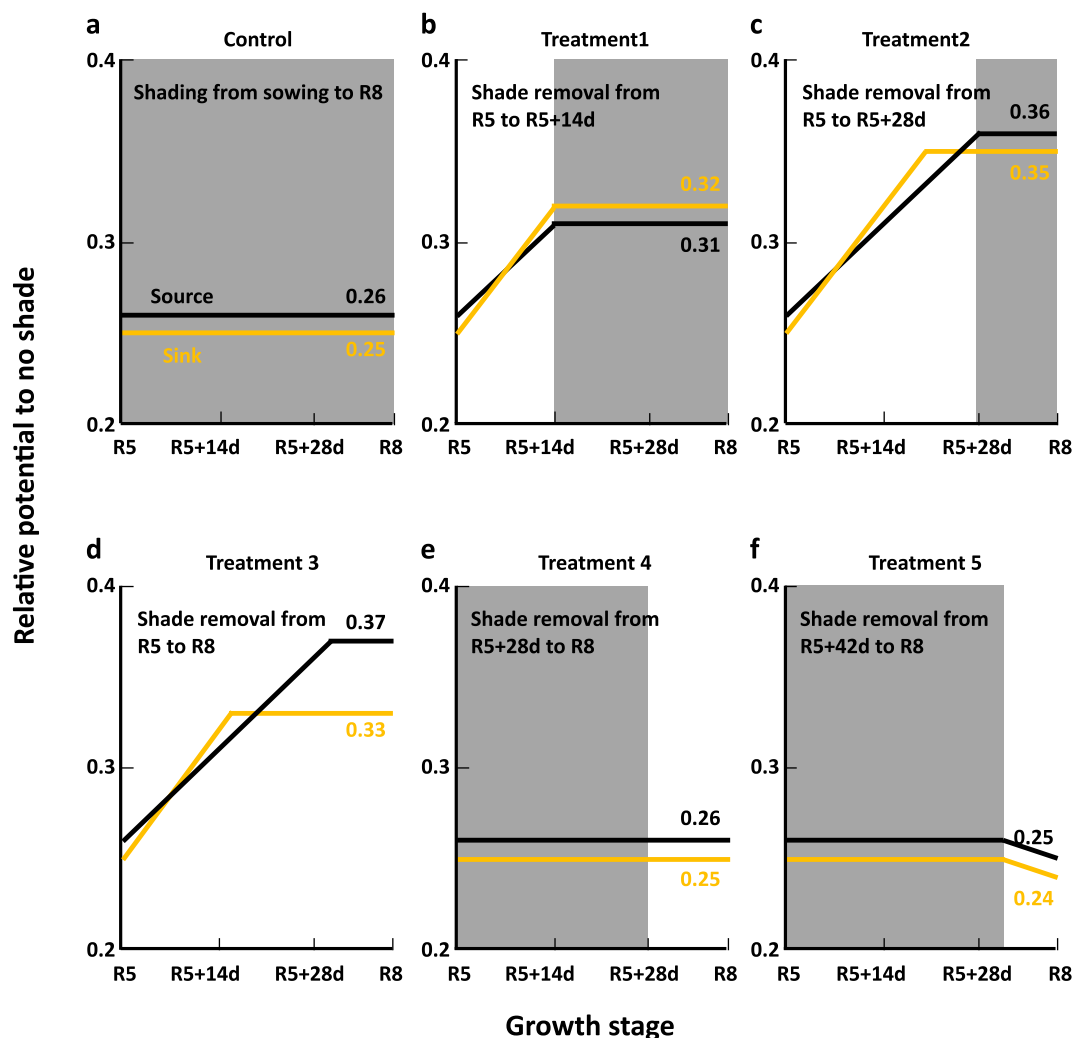 a
Control
0.4
Shading from sowing to R8
0.3
Source
0.26
Sink
0.25
0.2
R5 R5+14d R5+28d R8
b
Treatment1
0.4
Shade removal from
R5 to R5+14d
0.32
0.3
0.31
0.2
R5 R5+14d R5+28d R8
c
Treatment2
0.4
Shade removal from
R5 to R5+28d
0.36
0.35
0.3
0.2
R5 R5+14d R5+28d R8
Relative potential to no shade
d
Treatment 3
0.4
Shade removal from
R5 to R8
0.37
0.33
0.3
0.2
R5 R5+14d R5+28d R8
e
Treatment 4
0.4
Shade removal from
R5+28d to R8
0.3
0.26
0.25
0.2
R5 R5+14d R5+28d R8
f
Treatment 5
0.4
Shade removal from
R5+42d to R8
0.3
0.25
0.24
0.2
R5 R5+14d R5+28d R8
Growth stage